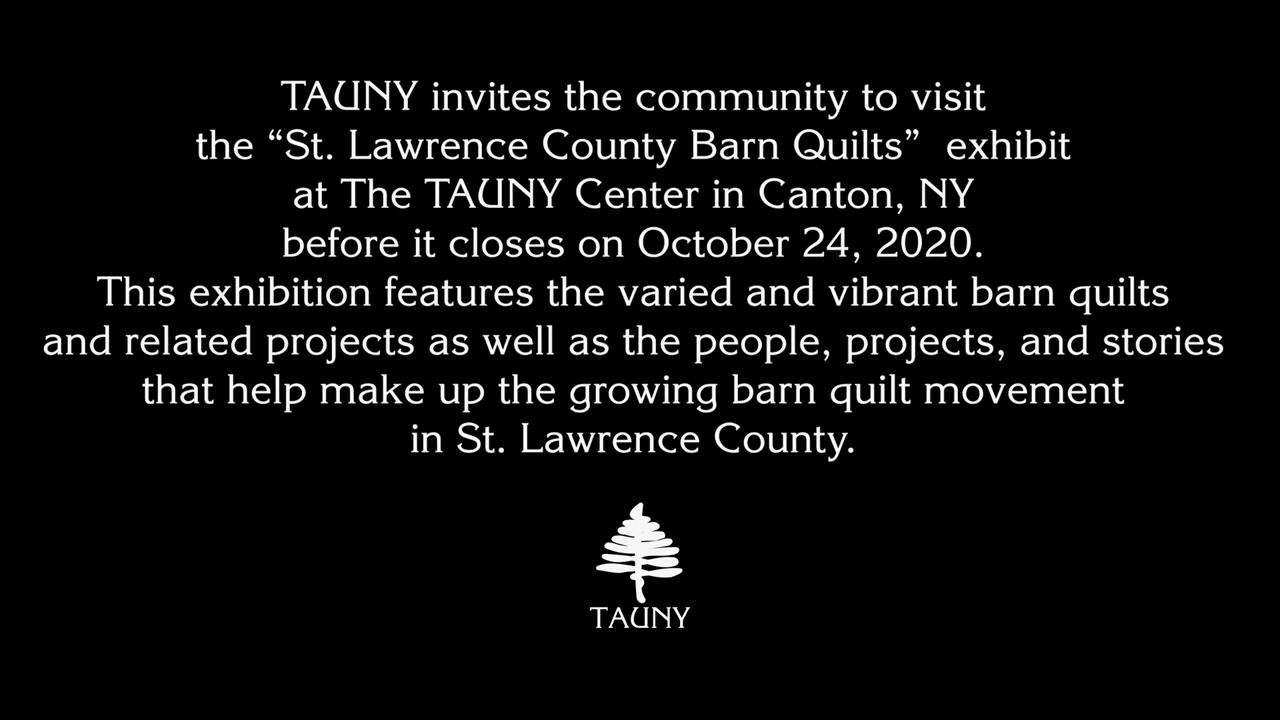 TAUNY invites the community to visit
the “St. Lawrence County Barn Quilts” exhibit
at The TAUNY Center in Canton, NY
before it closes on October 24, 2020.
This exhibition features the varied and vibrant barn quilts
and related projects as well as the people, projects, and stories
that help make up the growing barn quilt movement
in St. Lawrence County.
TAUNY